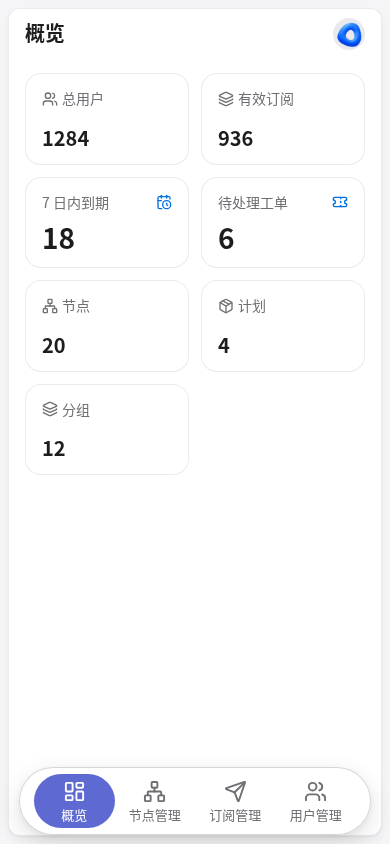 概览
总用户
1284
有效订阅
936
7 日内到期
18
待处理工单
6
节点
20
计划
4
分组
12
概览
节点管理
订阅管理
用户管理